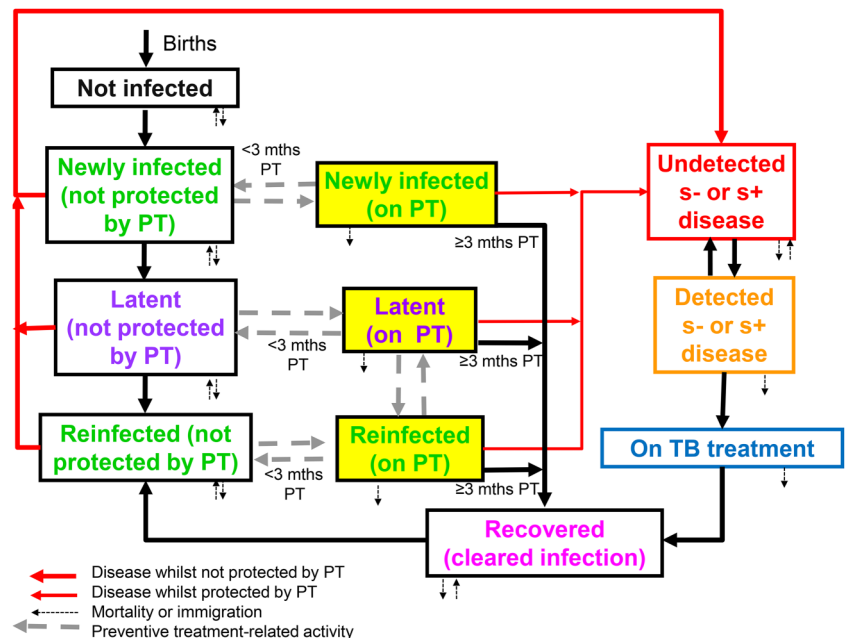 Births
Not infected
Newly infected
(not protected
by PT)
<3 mths
PT
Newly infected
(on PT)
≥3 mths PT
Undetected
s- or s+
disease
Latent
(not protected
by PT)
<3 mths
PT
Latent
(on PT)
≥3 mths PT
Detected
s- or s+
disease
Reinfected (not
protected by PT)
<3 mths
PT
Reinfected
(on PT)
≥3 mths PT
On TB treatment
Recovered
(cleared infection)
Disease whilst not protected by PT
Disease whilst protected by PT
Mortality or immigration
Preventive treatment-related activity